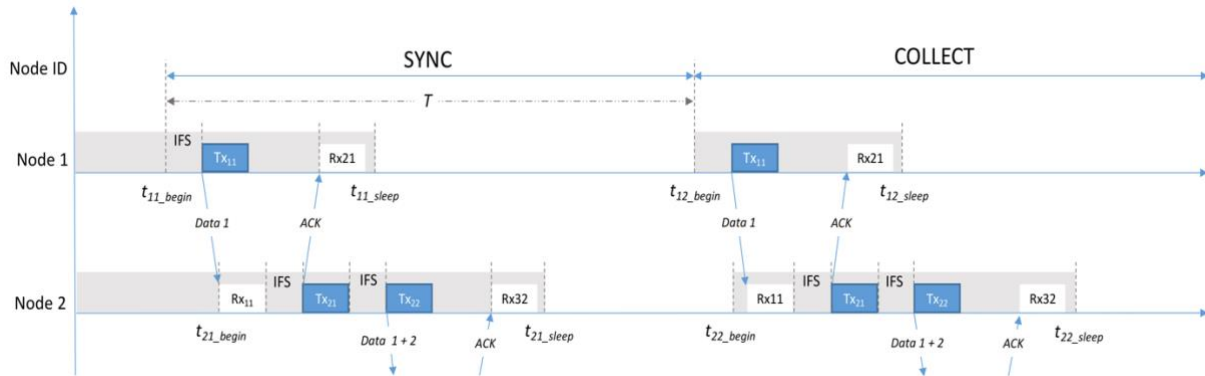 SYNC COLLECT
Node ID
T
IFS
Node 1 Tx11 Rx21 Tx11 Rx21
t11_begin t11_sleep t12_begin t12_sleep
Data 1 ACK Data 1 ACK
IFS IFS IFS IFS
Node 2 Rx11 Tx21 Tx22 Rx32 Rx11 Tx21 Tx22 Rx32
t21_begin t21_sleep t22_begin t22_sleep
Data 1 + 2 ACK Data 1 + 2 ACK